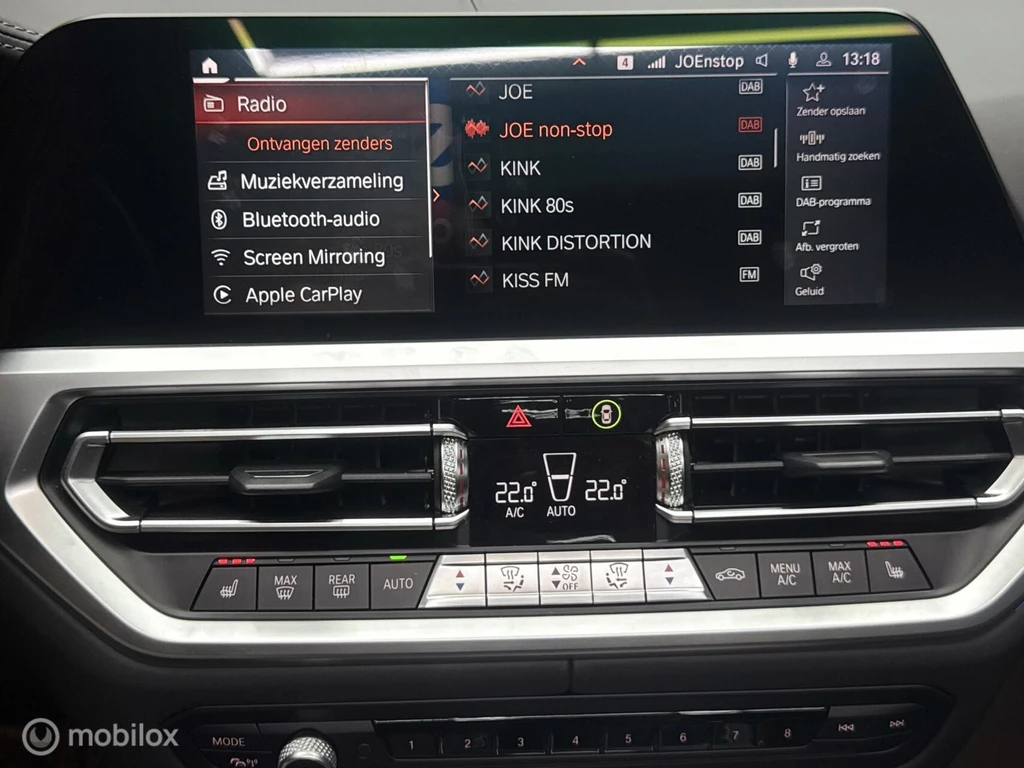 4 JOEnstop 13:18
Radio
Ontvangen zenders
Muziekverzameling
Bluetooth-audio
Screen Mirroring
Apple CarPlay
JOE DAB
JOE non-stop DAB
KINK DAB
KINK 80s DAB
KINK DISTORTION DAB
KISS FM FM
Zender opslaan
Handmatig zoeken
DAB-programma
Afb. vergroten
Geluid
22.0° 22.0°
A/C AUTO
MAX
REAR
AUTO
OFF
MENU
A/C
MAX
A/C
MODE
1 2 3 4 5 6 7 8
mobilox